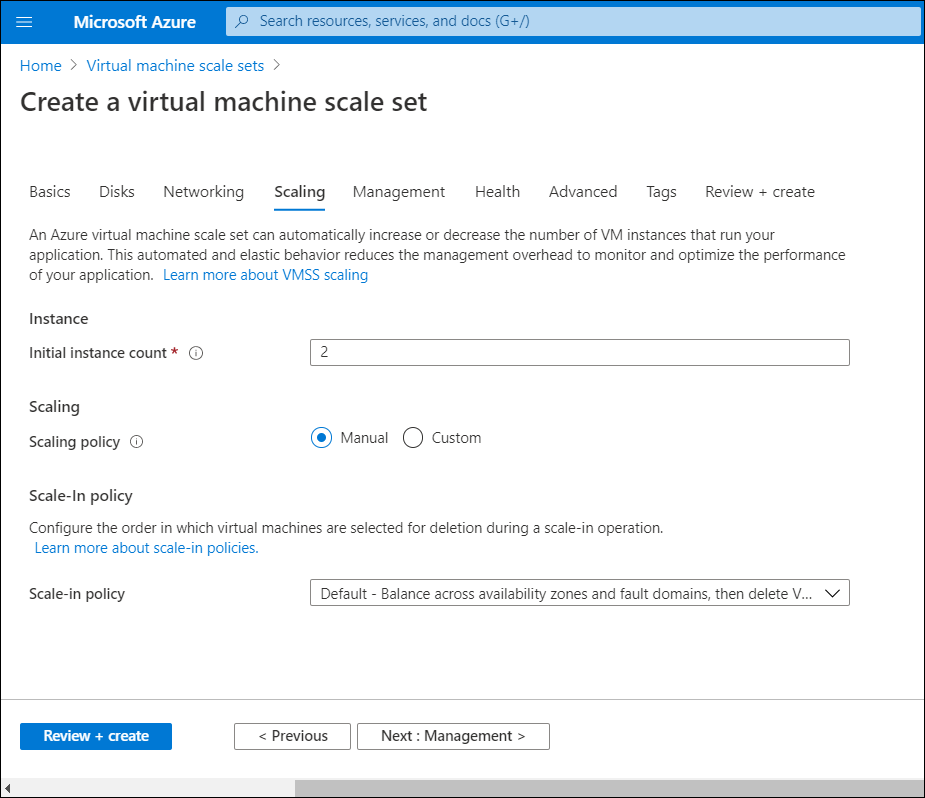 Microsoft Azure
Search resources, services, and docs (G+/)
Home > Virtual machine scale sets >
Create a virtual machine scale set
Basics Disks Networking Scaling Management Health Advanced Tags Review + create
An Azure virtual machine scale set can automatically increase or decrease the number of VM instances that run your
application. This automated and elastic behavior reduces the management overhead to monitor and optimize the performance
of your application. Learn more about VMSS scaling
Instance
Initial instance count *
2
Scaling
Scaling policy
Manual Custom
Scale-In policy
Configure the order in which virtual machines are selected for deletion during a scale-in operation.
Learn more about scale-in policies.
Scale-in policy
Default - Balance across availability zones and fault domains, then delete V...
Review + create
< Previous
Next : Management >